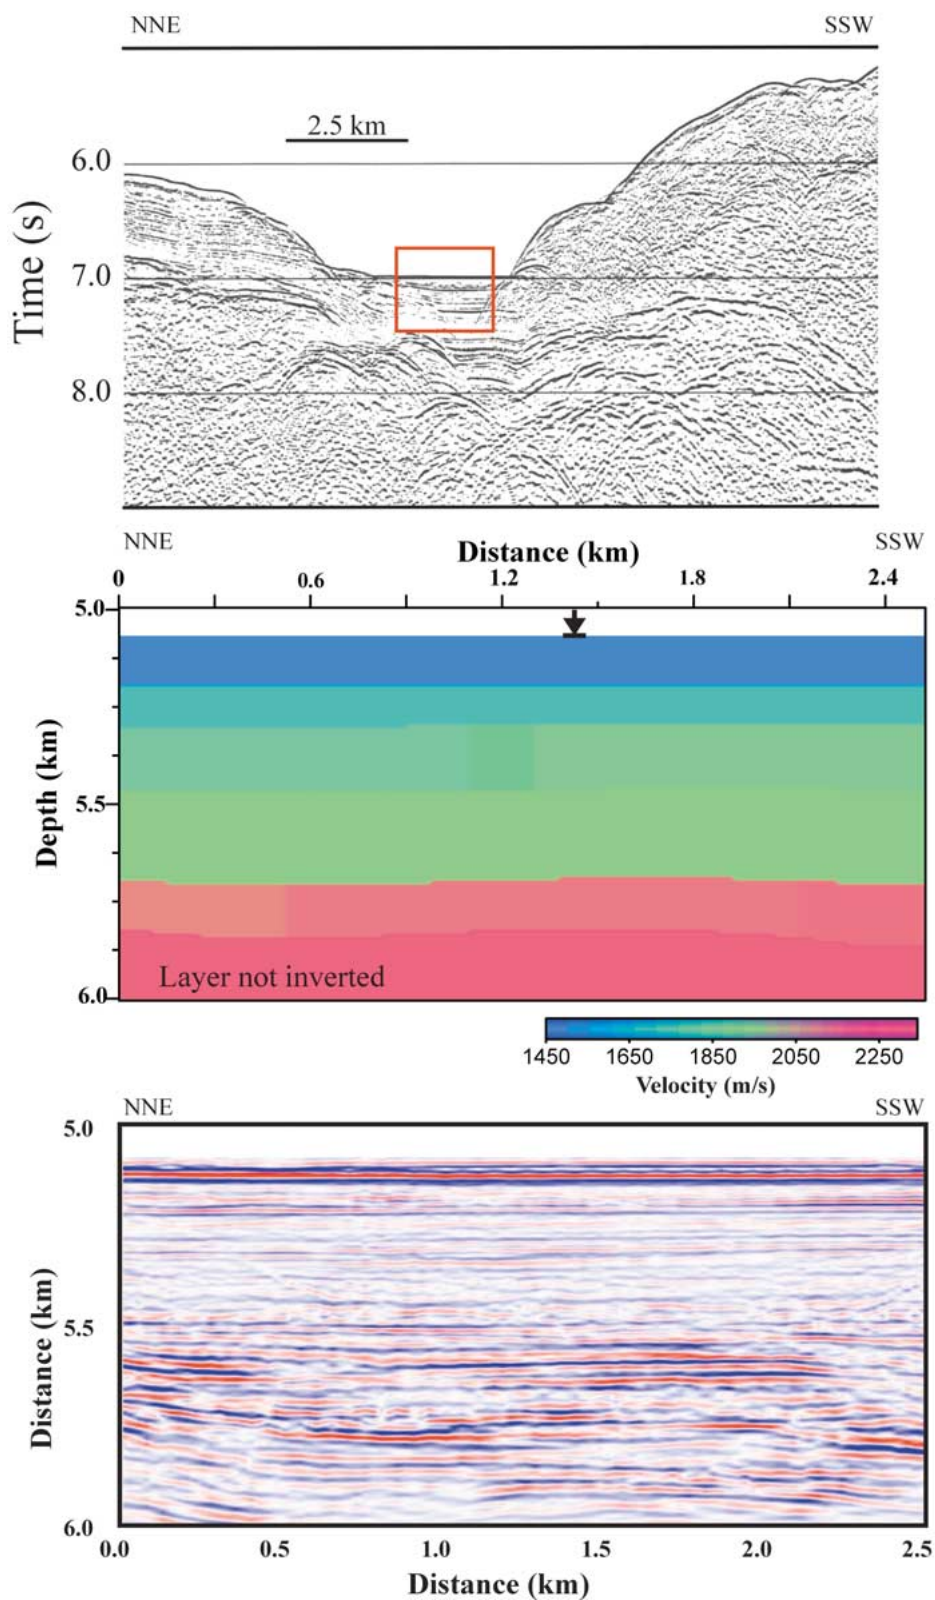 NNE SSW
2.5 km
6.0
7.0
8.0
Time (s)
NNE SSW
Distance (km)
0 0.6 1.2 1.8 2.4
5.0
5.5
6.0
Depth (km)
Layer not inverted
1450 1650 1850 2050 2250
Velocity (m/s)
NNE SSW
5.0
5.5
6.0
Distance (km)
0.0 0.5 1.0 1.5 2.0 2.5
Distance (km)